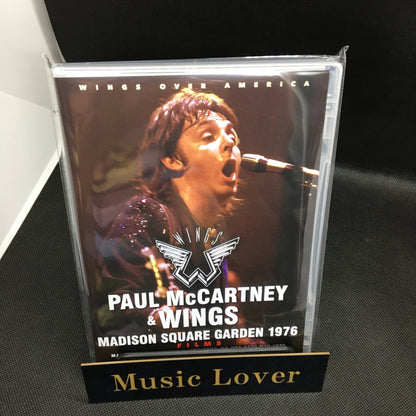 WINGS OVER AMERICA
WINGS
PAUL McCARTNEY
& WINGS
MADISON SQUARE GARDEN 1976
FILMS
Music Lover